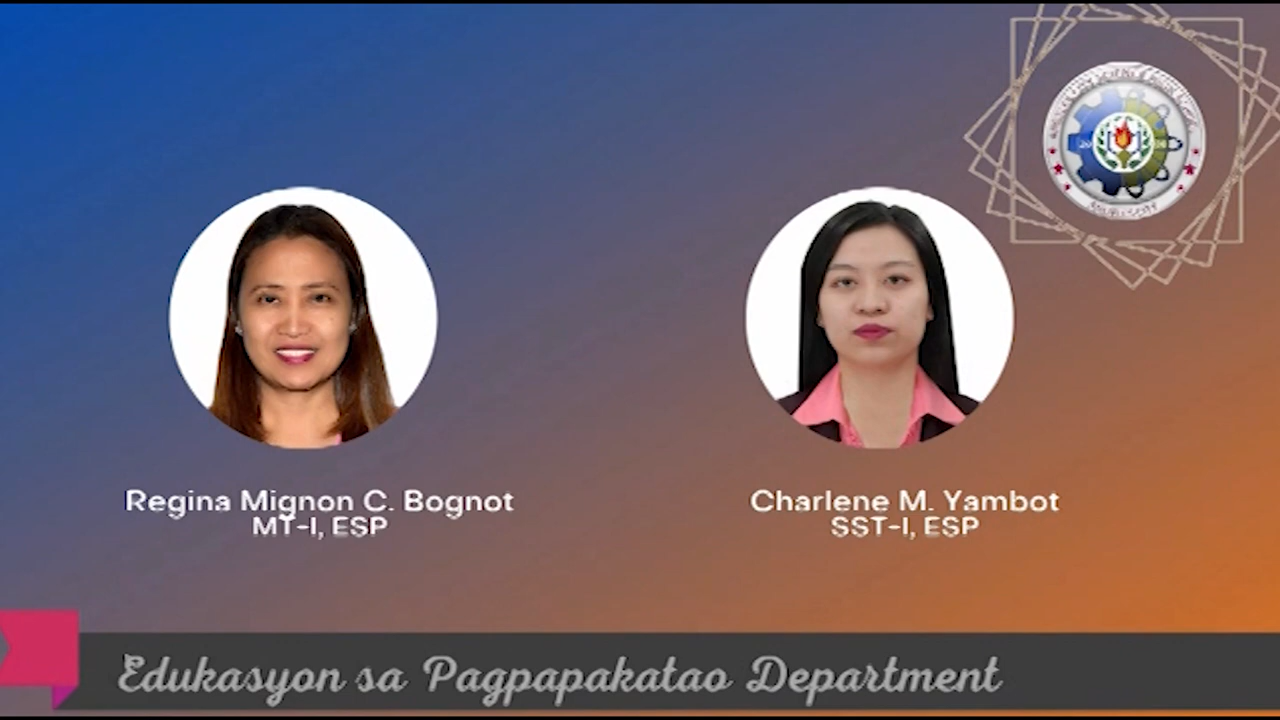 Regina Mignon C. Bognot
MT-I, ESP
Charlene M. Yambot
SST-I, ESP
Edukasyon sa Pagpapakatao Department